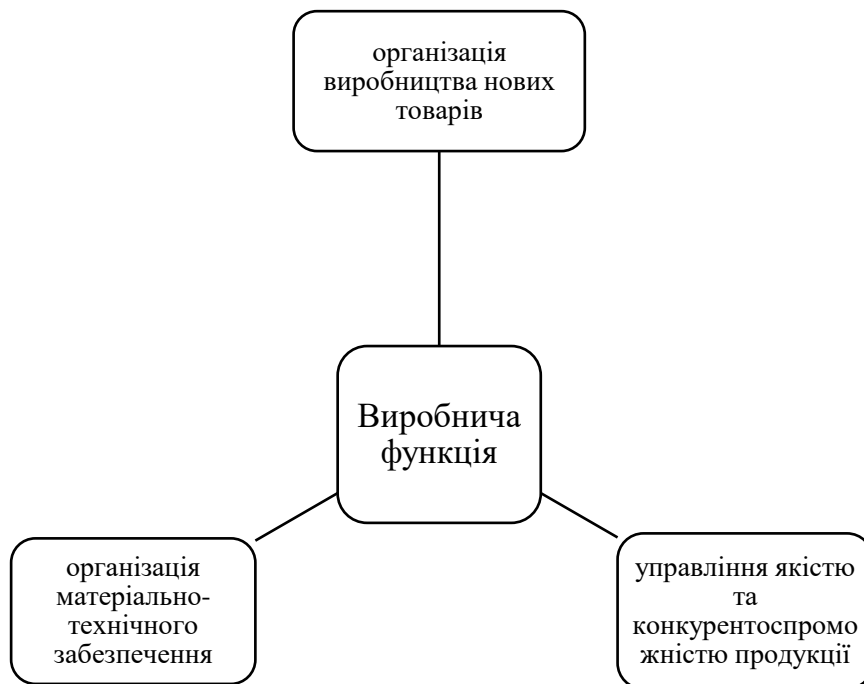 організація
виробництва нових
товарів
Виробнича
функція
організація
матеріально-
технічного
забезпечення
управління якістю
та
конкурентоспромо
жністю продукції